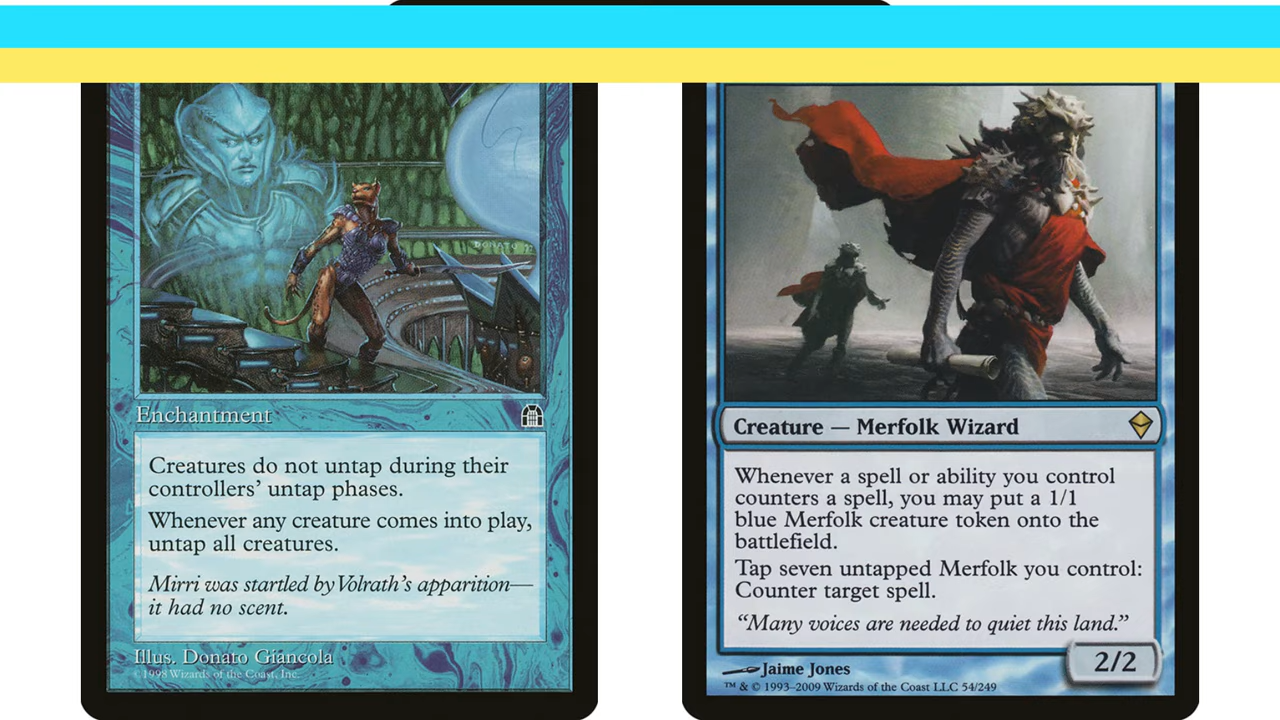 DONATO
Enchantment
Creatures do not untap during their
controllers' untap phases.
Whenever any creature comes into play,
untap all creatures.
Mirri was startled by Volrath's apparition—
it had no scent.
Illus. Donato Giancola
©1998 Wizards of the Coast, Inc.
Creature — Merfolk Wizard
Whenever a spell or ability you control
counters a spell, you may put a 1/1
blue Merfolk creature token onto the
battlefield.
Tap seven untapped Merfolk you control:
Counter target spell.
"Many voices are needed to quiet this land."
2/2
Jaime Jones
™ & © 1993–2009 Wizards of the Coast LLC 54/249